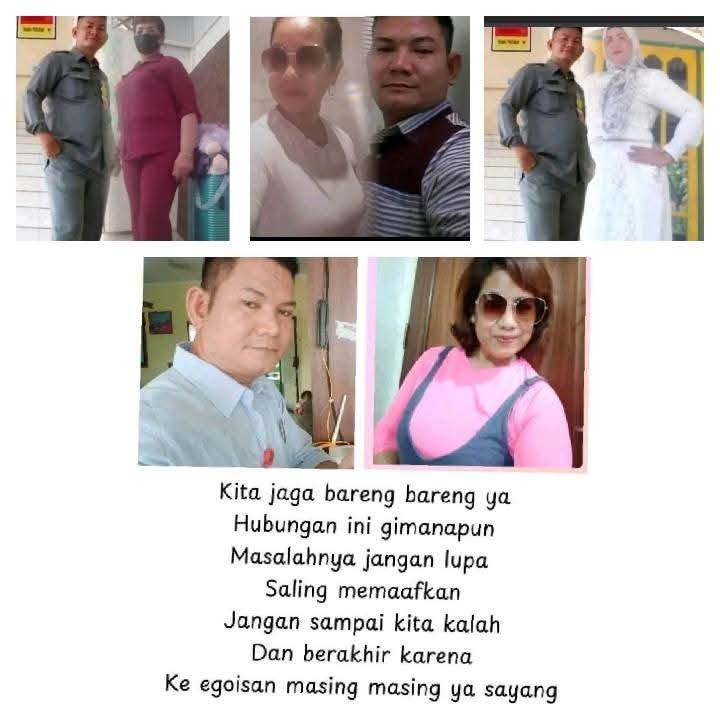 Kita jaga bareng bareng ya
Hubungan ini gimanapun
Masalahnya jangan lupa
Saling memaafkan
Jangan sampai kita kalah
Dan berakhir karena
Ke egoisan masing masing ya sayang